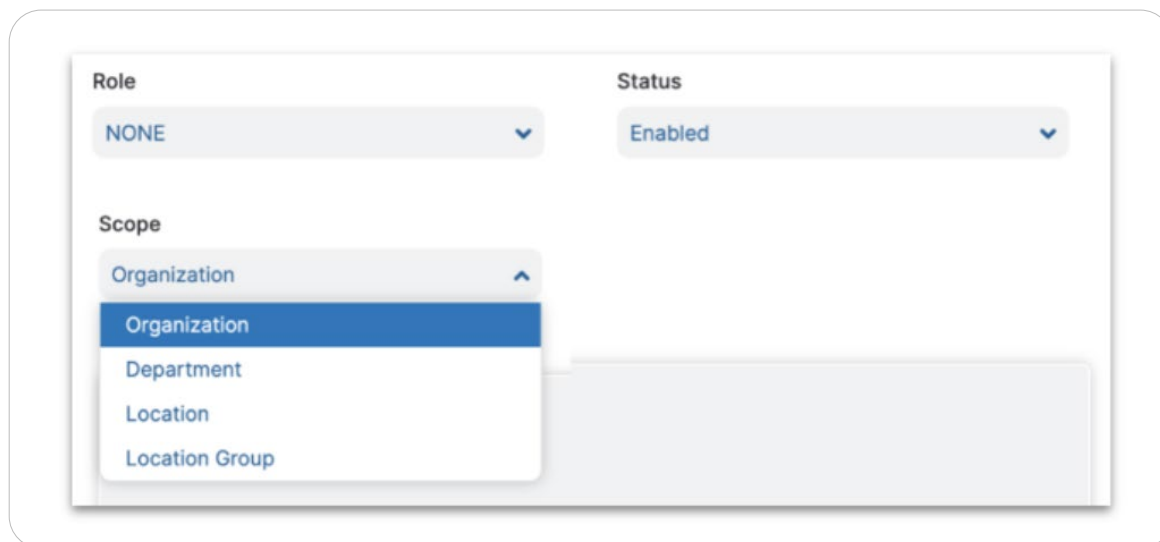 Role
Status
NONE
Enabled
Scope
Organization
Organization
Department
Location
Location Group